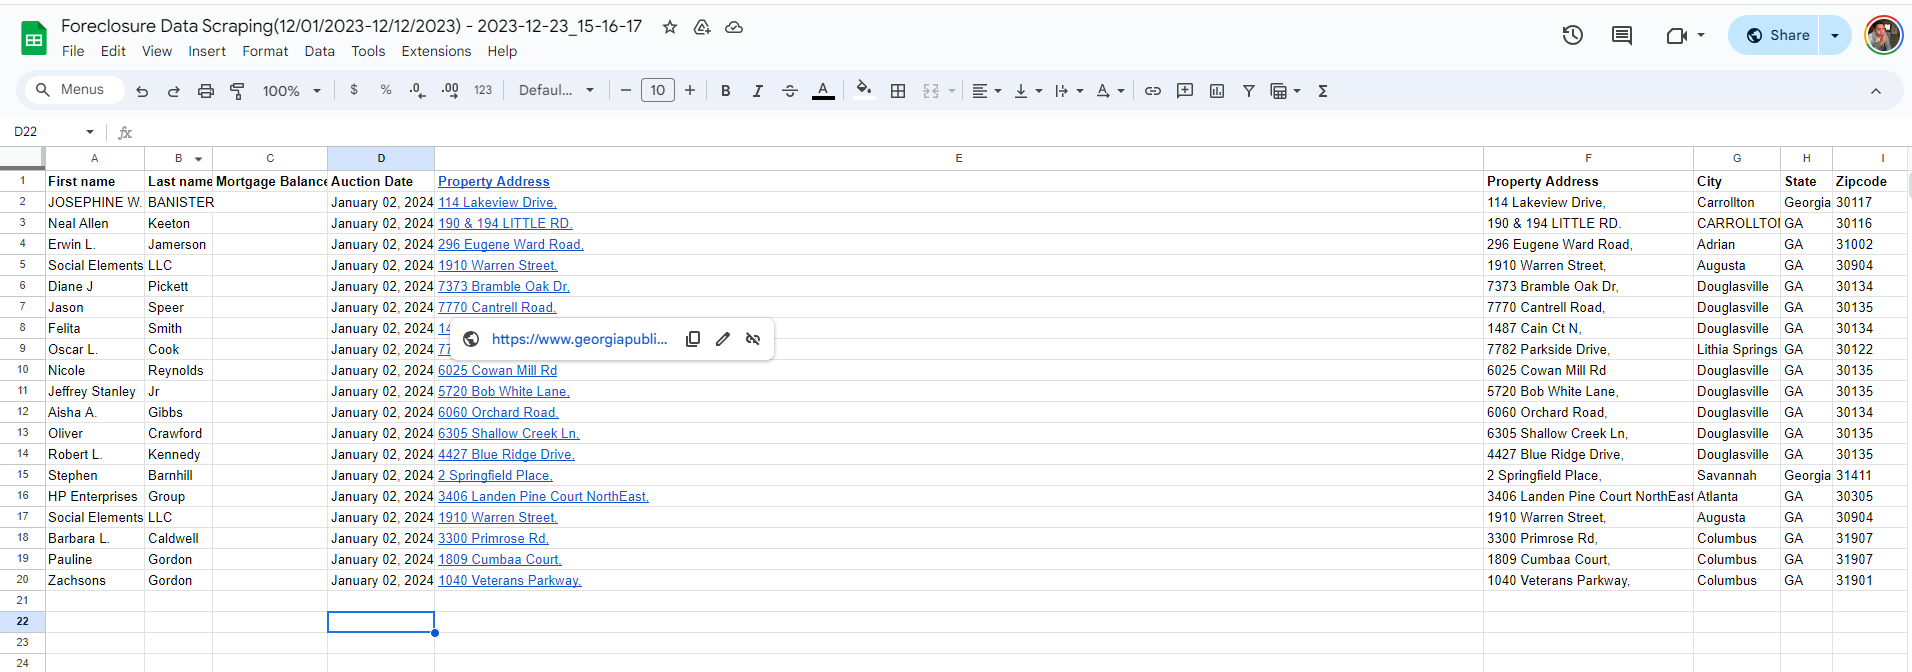 Foreclosure Data Scraping(12/01/2023-12/12/2023) - 2023-12-23_15-16-17
File Edit View Insert Format Data Tools Extensions Help
Share
Menus 100% $ % .0 .00 123 Defaul... 10 B I A A Σ
D22 fx
A B C D E F G H I
1 First name Last name Mortgage Balance Auction Date Property Address Property Address City State Zipcode
2 JOSEPHINE W. BANISTER January 02, 2024 114 Lakeview Drive, 114 Lakeview Drive, Carrollton Georgia 30117
3 Neal Allen Keeton January 02, 2024 190 & 194 LITTLE RD. 190 & 194 LITTLE RD. CARROLLTO GA 30116
4 Erwin L. Jamerson January 02, 2024 296 Eugene Ward Road, 296 Eugene Ward Road, Adrian GA 31002
5 Social Elements LLC January 02, 2024 1910 Warren Street, 1910 Warren Street, Augusta GA 30904
6 Diane J Pickett January 02, 2024 7373 Bramble Oak Dr, 7373 Bramble Oak Dr, Douglasville GA 30134
7 Jason Speer January 02, 2024 7770 Cantrell Road, 7770 Cantrell Road, Douglasville GA 30135
8 Felita Smith January 02, 2024 14 1487 Cain Ct N, Douglasville GA 30134
https://www.georgiapubli...
9 Oscar L. Cook January 02, 2024 77 7782 Parkside Drive, Lithia Springs GA 30122
10 Nicole Reynolds January 02, 2024 6025 Cowan Mill Rd 6025 Cowan Mill Rd Douglasville GA 30135
11 Jeffrey Stanley Jr January 02, 2024 5720 Bob White Lane, 5720 Bob White Lane, Douglasville GA 30135
12 Aisha A. Gibbs January 02, 2024 6060 Orchard Road, 6060 Orchard Road, Douglasville GA 30134
13 Oliver Crawford January 02, 2024 6305 Shallow Creek Ln, 6305 Shallow Creek Ln, Douglasville GA 30135
14 Robert L. Kennedy January 02, 2024 4427 Blue Ridge Drive, 4427 Blue Ridge Drive, Douglasville GA 30135
15 Stephen Barnhill January 02, 2024 2 Springfield Place, 2 Springfield Place, Savannah Georgia 31411
16 HP Enterprises Group January 02, 2024 3406 Landen Pine Court NorthEast, 3406 Landen Pine Court NorthEast Atlanta GA 30305
17 Social Elements LLC January 02, 2024 1910 Warren Street, 1910 Warren Street, Augusta GA 30904
18 Barbara L. Caldwell January 02, 2024 3300 Primrose Rd, 3300 Primrose Rd, Columbus GA 31907
19 Pauline Gordon January 02, 2024 1809 Cumbaa Court, 1809 Cumbaa Court, Columbus GA 31907
20 Zachsons Gordon January 02, 2024 1040 Veterans Parkway, 1040 Veterans Parkway, Columbus GA 31901
21
22
23
24